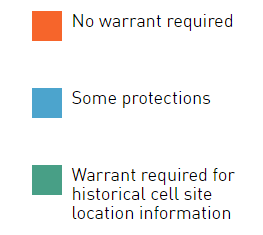 No warrant required
Some protections
Warrant required for
historical cell site
location information